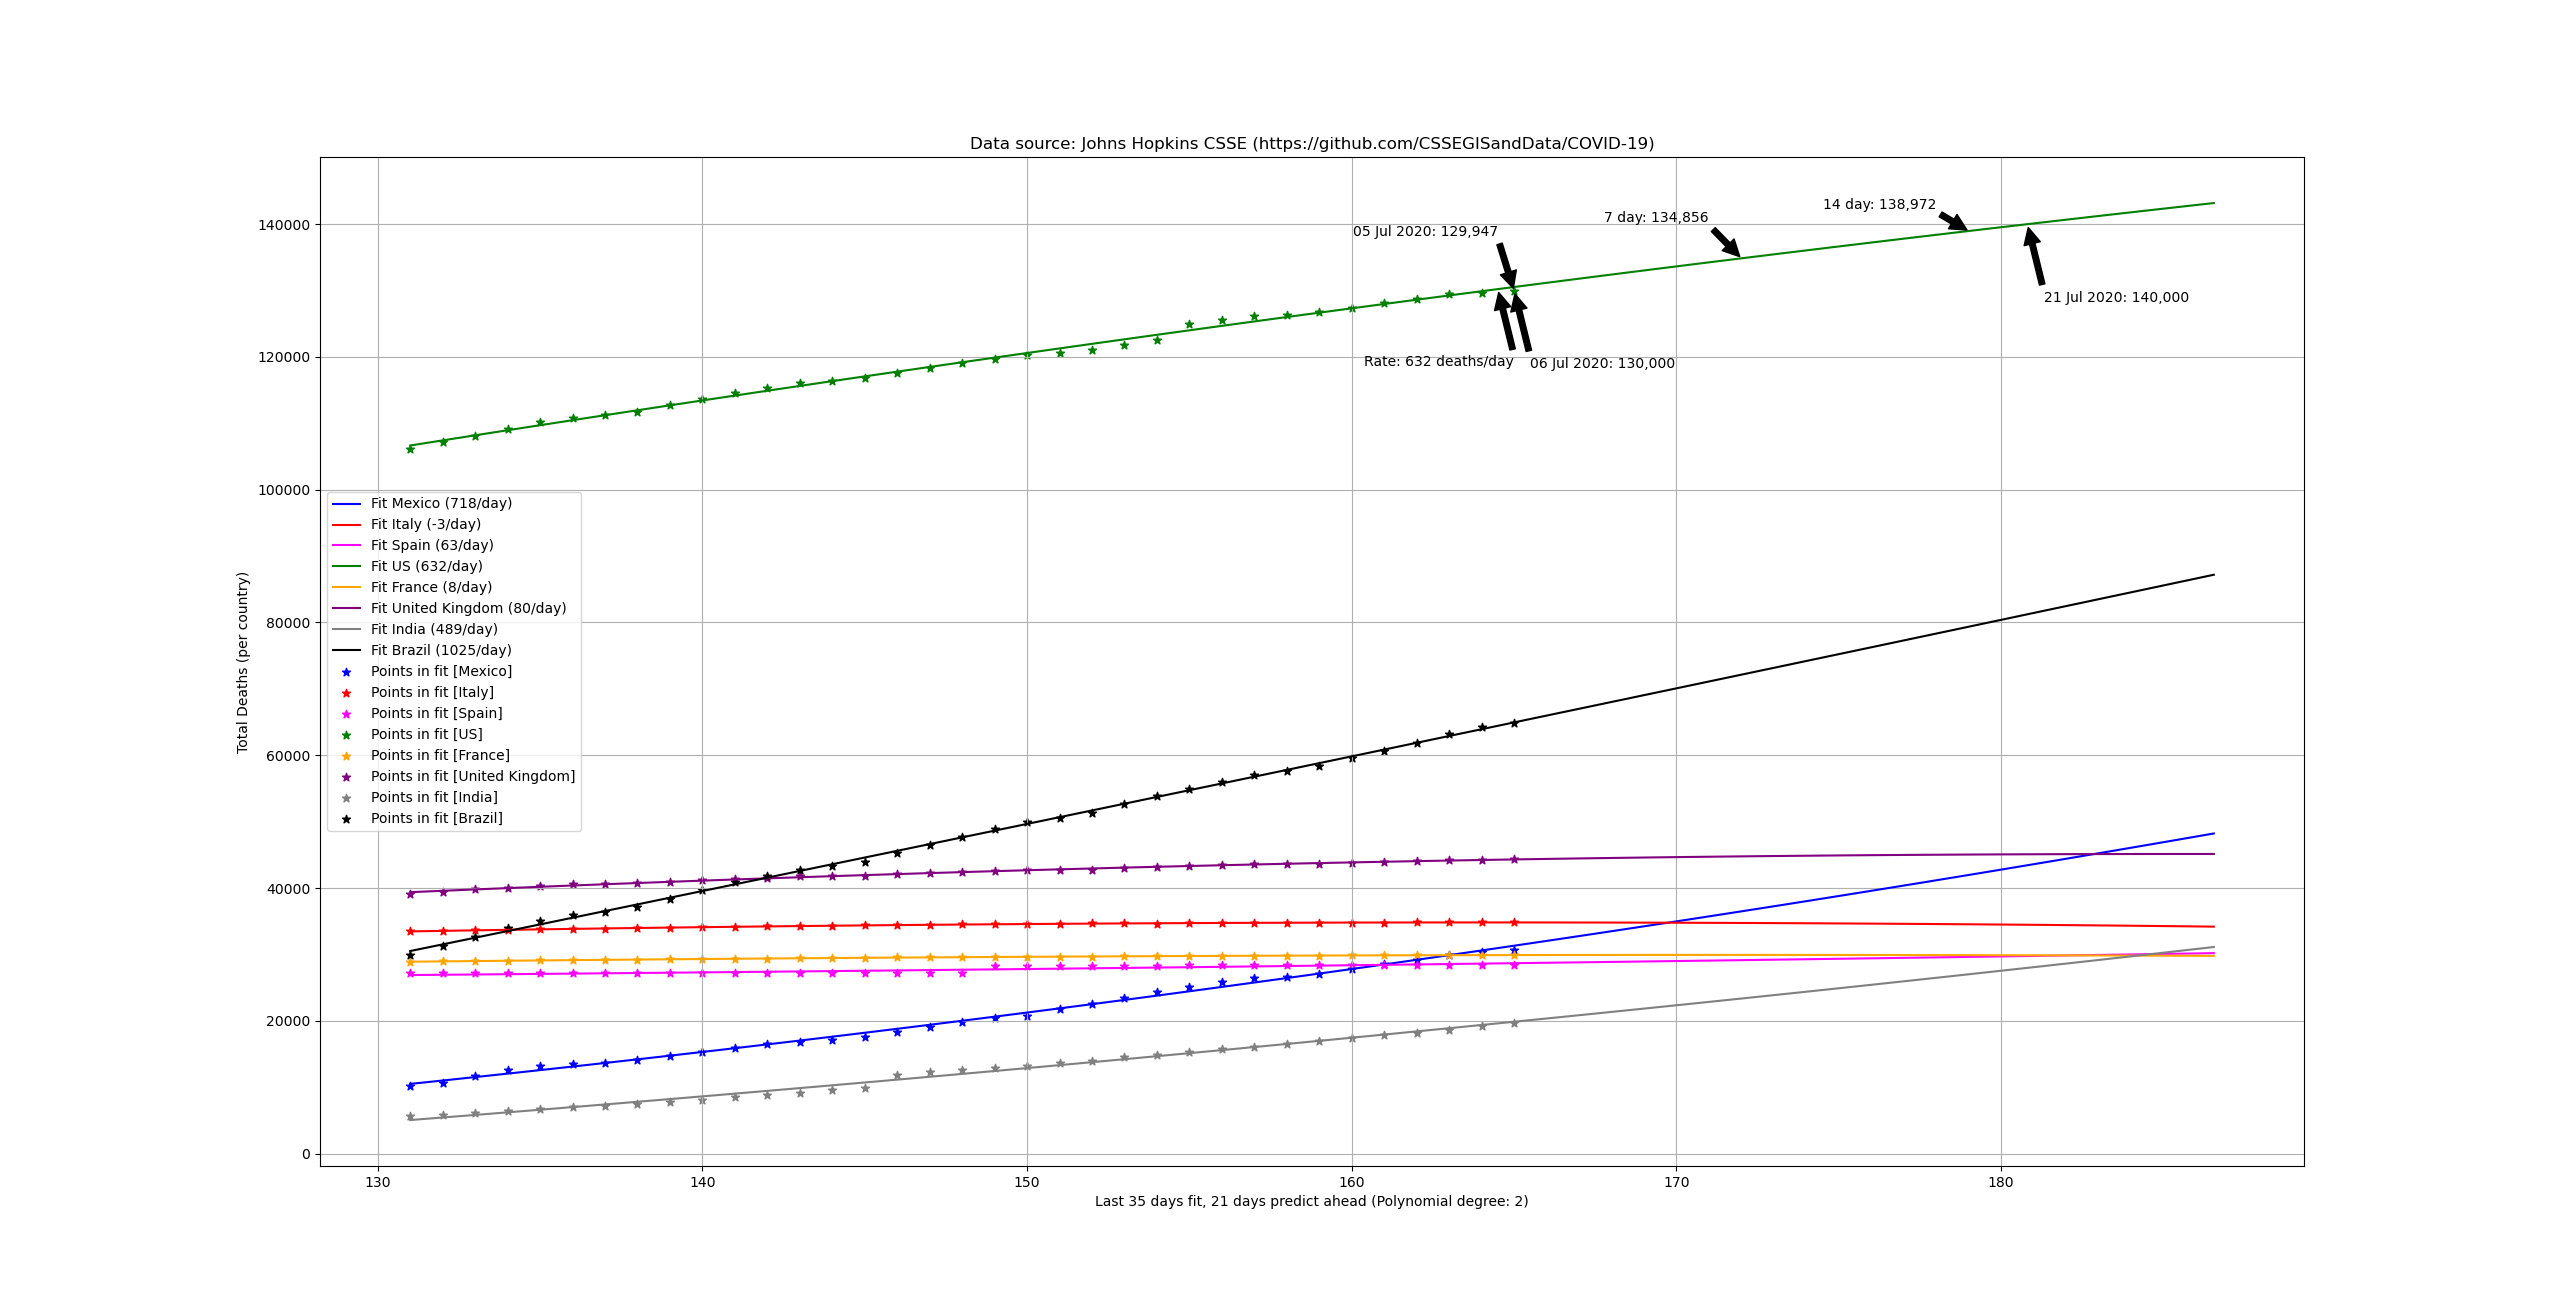 Data source: Johns Hopkins CSSE (https://github.com/CSSEGISandData/COVID-19)
Total Deaths (per country)
140000
120000
100000
80000
60000
40000
20000
0
05 Jul 2020: 129,947
7 day: 134,856
14 day: 138,972
21 Jul 2020: 140,000
Rate: 632 deaths/day
06 Jul 2020: 130,000
Fit Mexico (718/day)
Fit Italy (-3/day)
Fit Spain (63/day)
Fit US (632/day)
Fit France (8/day)
Fit United Kingdom (80/day)
Fit India (489/day)
Fit Brazil (1025/day)
Points in fit [Mexico]
Points in fit [Italy]
Points in fit [Spain]
Points in fit [US]
Points in fit [France]
Points in fit [United Kingdom]
Points in fit [India]
Points in fit [Brazil]
130 140 150 160 170 180
Last 35 days fit, 21 days predict ahead (Polynomial degree: 2)